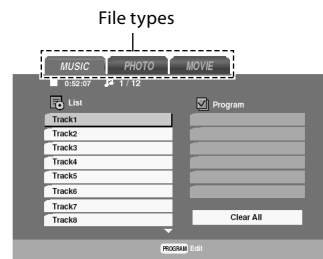 File types
MUSIC PHOTO MOVIE
0:52:07 1 / 12
List
Program
Track1
Track2
Track3
Track4
Track5
Track6
Track7
Track8
Clear All
PROGRAM Edit